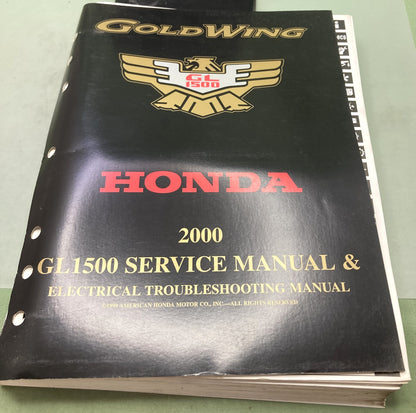 GOLDWING
GL
1500
HONDA
2000
GL1500 SERVICE MANUAL &
ELECTRICAL TROUBLESHOOTING MANUAL
©1999 AMERICAN HONDA MOTOR CO., INC.—ALL RIGHTS RESERVED